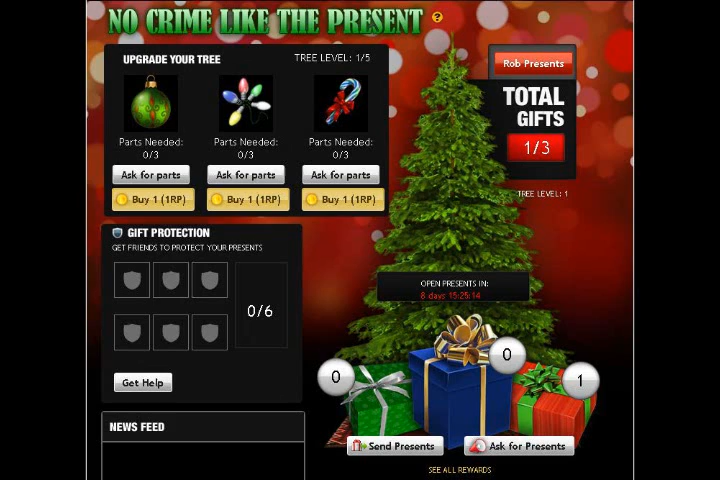 NO CRIME LIKE THE PRESENT ?
UPGRADE YOUR TREE
TREE LEVEL: 1/5
Parts Needed: 0/3
Parts Needed: 0/3
Parts Needed: 0/3
Ask for parts
Ask for parts
Ask for parts
Buy 1 (1RP)
Buy 1 (1RP)
Buy 1 (1RP)
Rob Presents
TOTAL
GIFTS
1/3
TREE LEVEL: 1
GIFT PROTECTION
GET FRIENDS TO PROTECT YOUR PRESENTS
0/6
Get Help
OPEN PRESENTS IN:
8 days 15:25:14
0
0
1
Send Presents
Ask for Presents
SEE ALL REWARDS
NEWS FEED